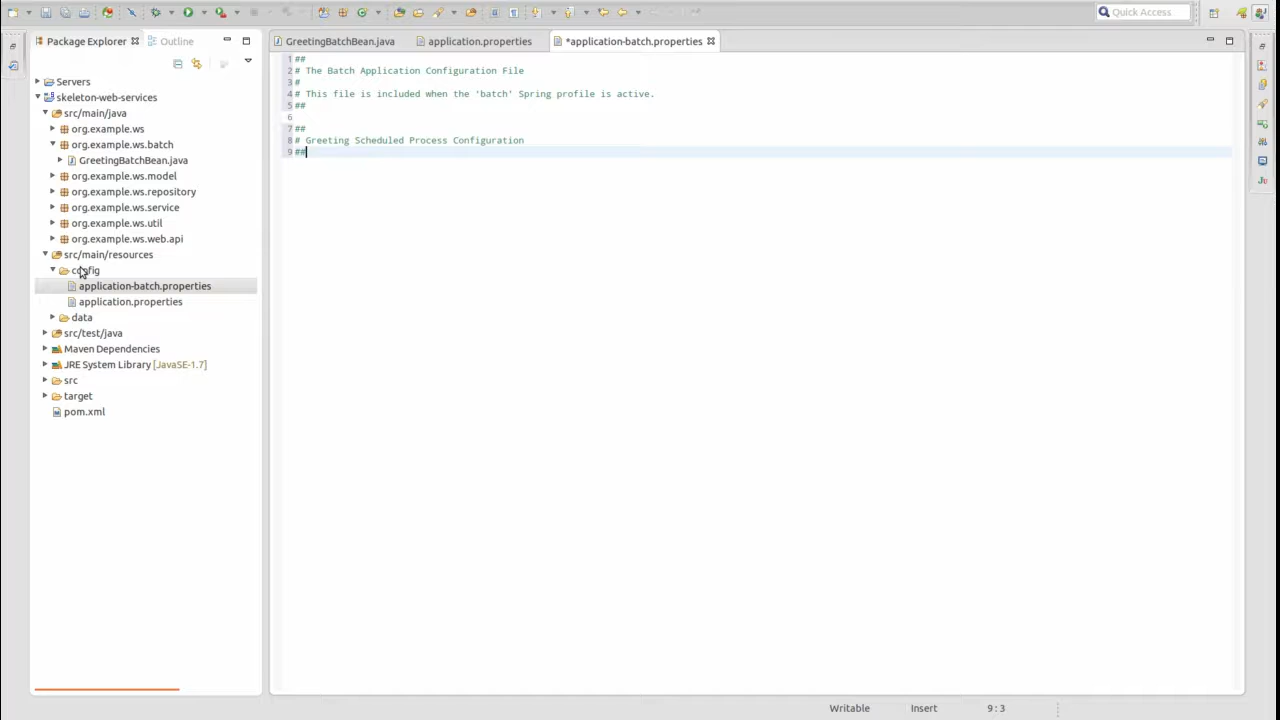 Quick Access
Package Explorer
Outline
GreetingBatchBean.java
application.properties
*application-batch.properties
Servers
skeleton-web-services
src/main/java
org.example.ws
org.example.ws.batch
GreetingBatchBean.java
org.example.ws.model
org.example.ws.repository
org.example.ws.service
org.example.ws.util
org.example.ws.web.api
src/main/resources
config
application-batch.properties
application.properties
data
src/test/java
Maven Dependencies
JRE System Library [JavaSE-1.7]
src
target
pom.xml
1 ##
2 # The Batch Application Configuration File
3 #
4 # This file is included when the 'batch' Spring profile is active.
5 ##
6
7 ##
8 # Greeting Scheduled Process Configuration
9 ##
Writable
Insert
9 : 3